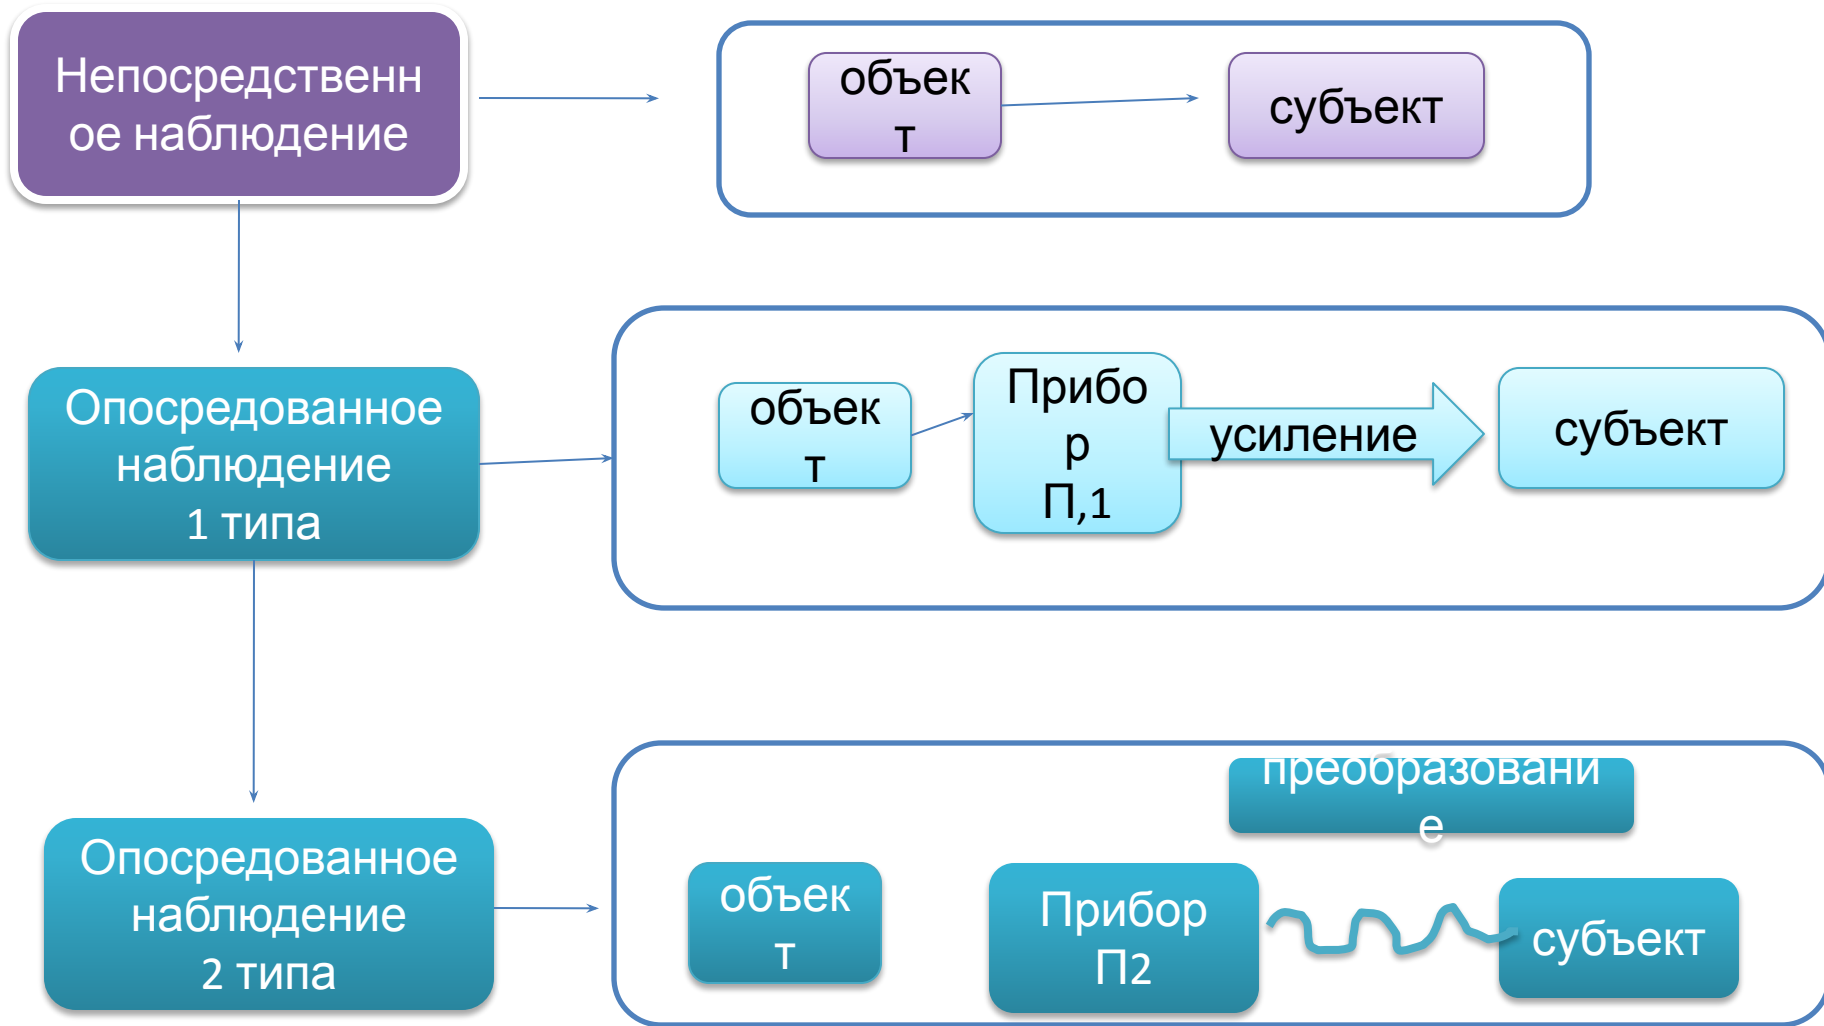 Непосредственн
ое наблюдение
объек
т
субъект
Опосредованное
наблюдение
1 типа
объек
т
Прибо
р
П,1
усиление
субъект
Опосредованное
наблюдение
2 типа
преобразовани
е
объек
т
Прибор
П2
субъект